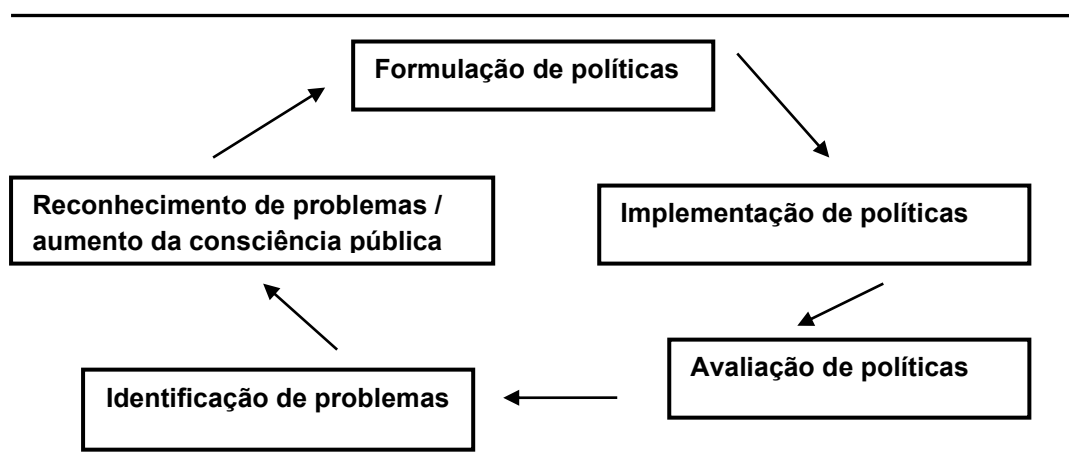 Formulação de políticas
Reconhecimento de problemas /
aumento da consciência pública
Implementação de políticas
Avaliação de políticas
Identificação de problemas